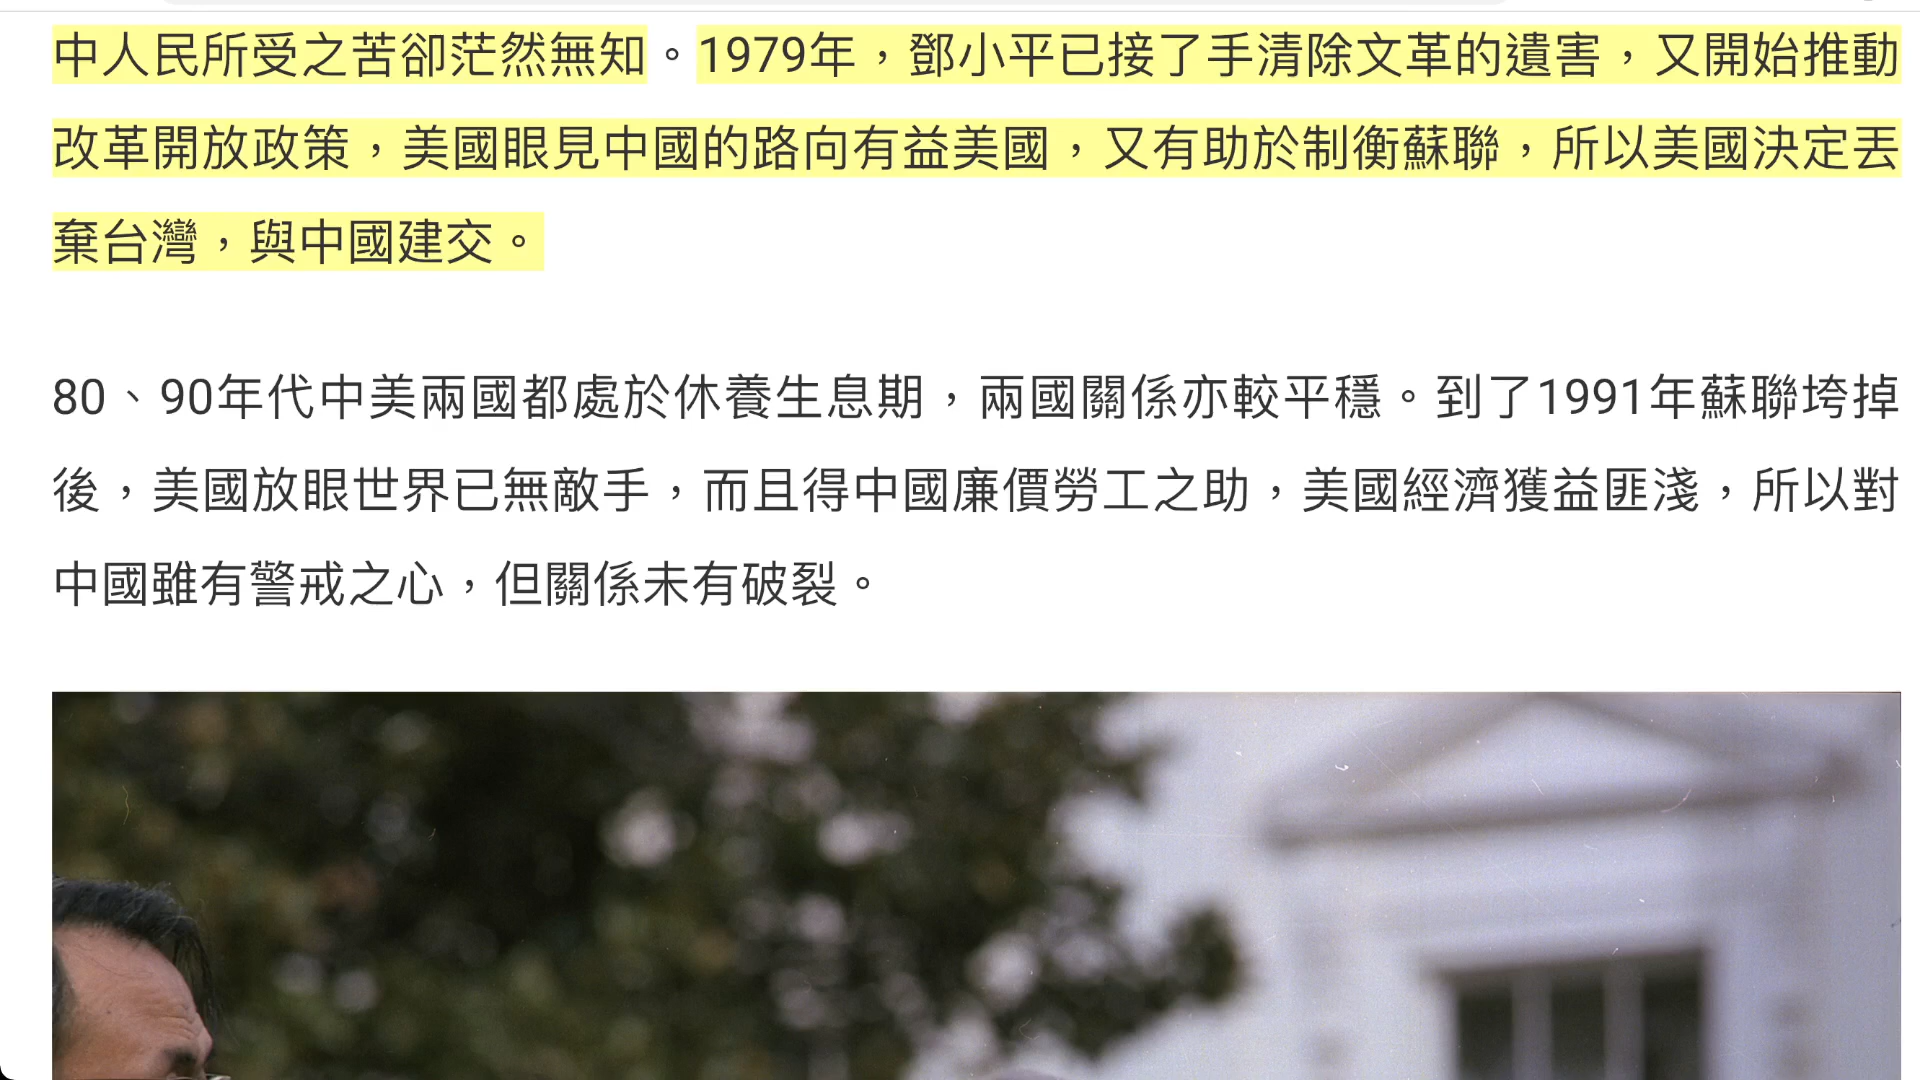 中人民所受之苦卻茫然無知。1979年，鄧小平已接了手清除文革的遺害，又開始推動
改革開放政策，美國眼見中國的路向有益美國，又有助於制衡蘇聯，所以美國決定丟
棄台灣，與中國建交。
80、90年代中美兩國都處於休養生息期，兩國關係亦較平穩。到了1991年蘇聯垮掉
後，美國放眼世界已無敵手，而且得中國廉價勞工之助，美國經濟獲益匪淺，所以對
中國雖有警戒之心，但關係未有破裂。